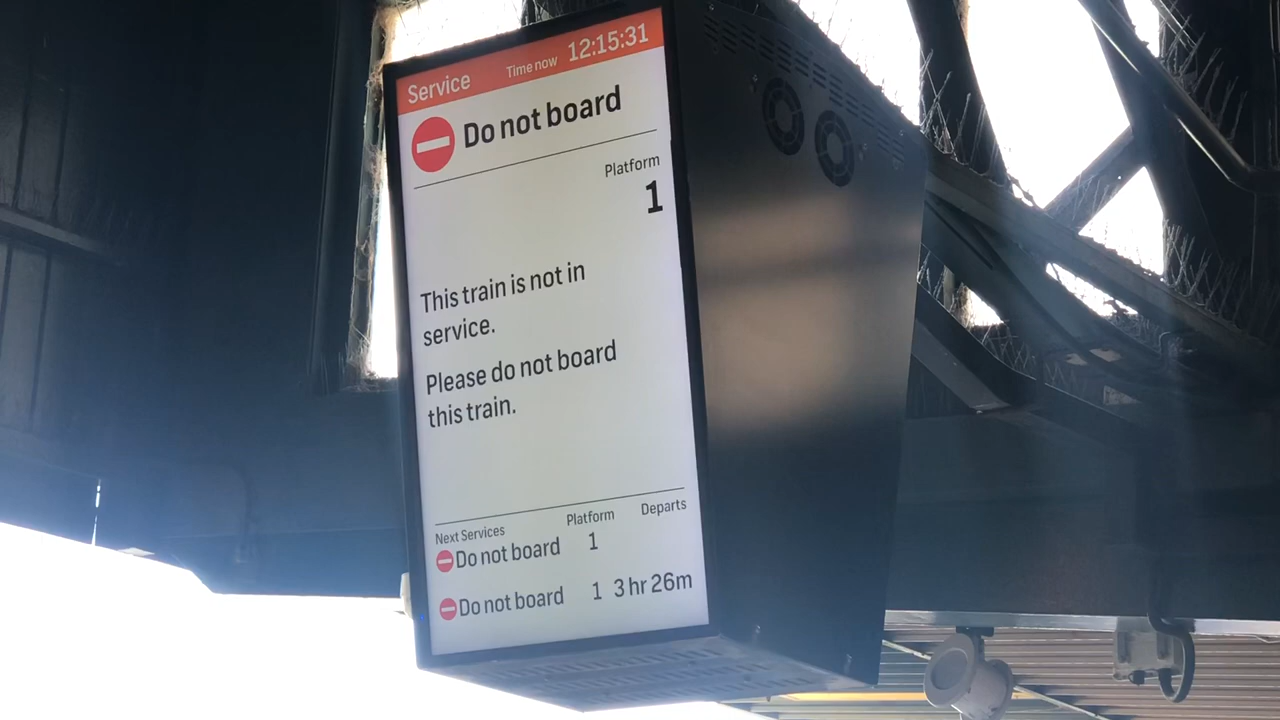 Service Time now 12:15:31
Do not board
Platform
1
This train is not in
service.
Please do not board
this train.
Next Services Platform Departs
Do not board 1
Do not board 1 3 hr 26m